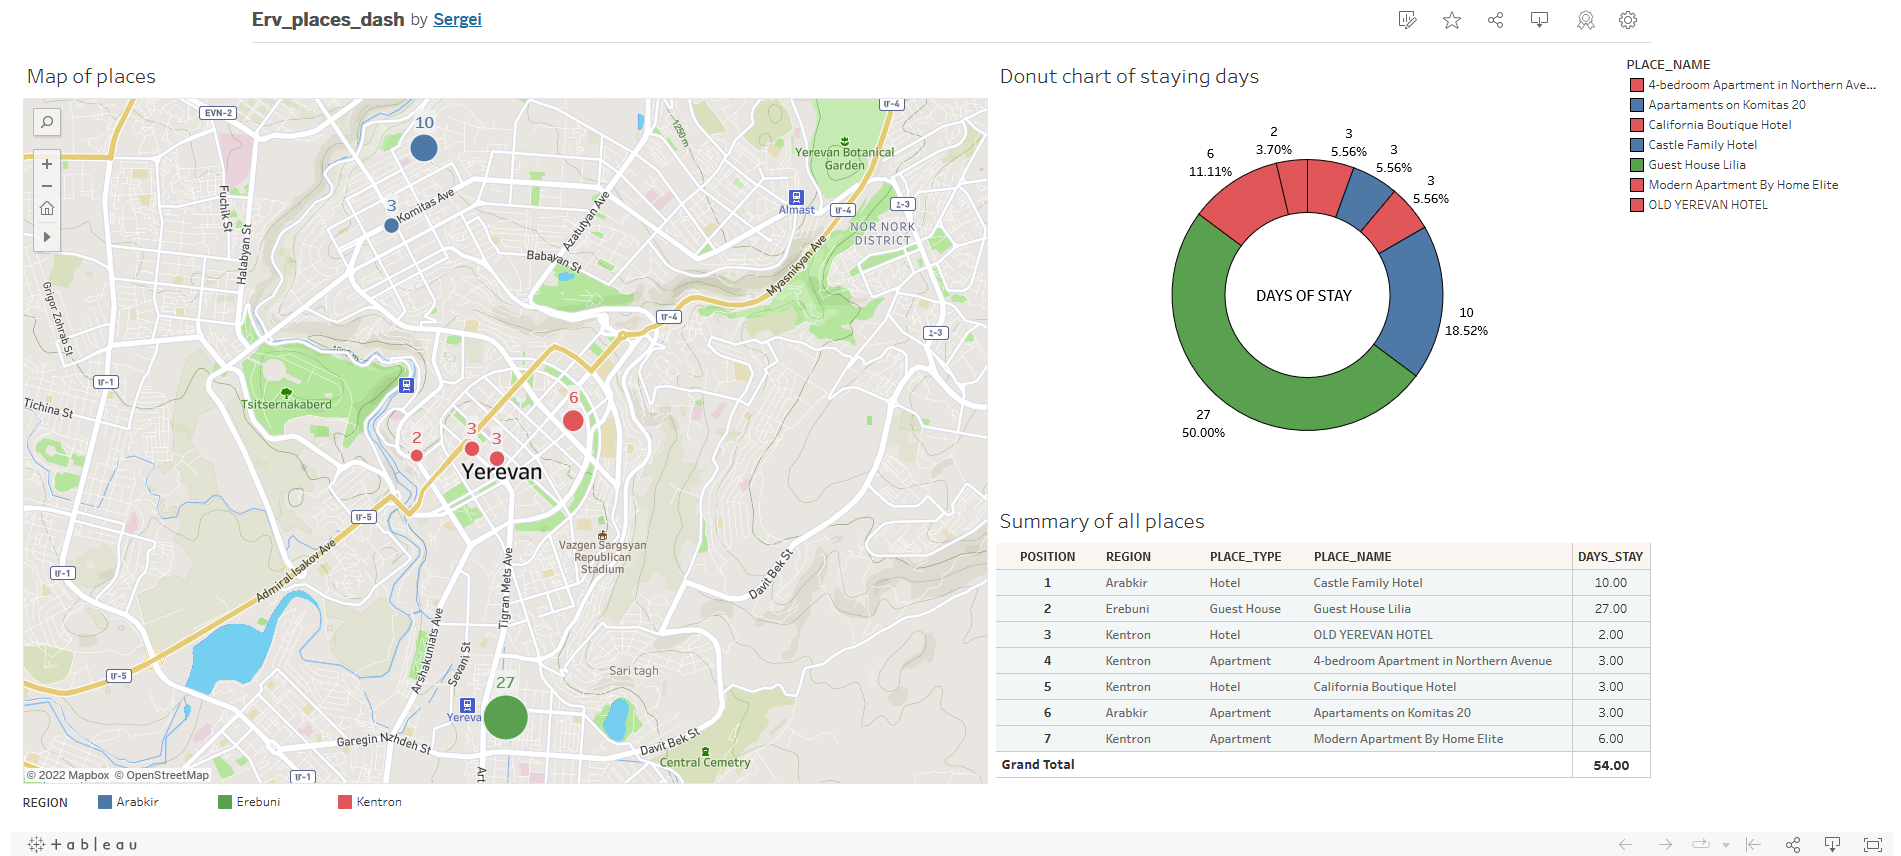 Erv_places_dash by Sergei
Map of places
EVN-2
Մ-4
10
1250m
Yerevan Botanical
Garden
Fuchik St
3
Komitas Ave
Azatutyan Ave
Almast
Մ-4
Հ-3
NOR NORK
DISTRICT
Halabyan St
Babayan St
Myasnikyan Ave
Grigor Zohrab St
Մ-4
Հ-3
Մ-1
Tsitsernakaberd
Tichina St
6
2
3
3
Yerevan
Մ-5
Vazgen Sargsyan
Republican
Stadium
Մ-1
Admiral Isakov Ave
Tigran Mets Ave
Davit Bek St
Arshakuniats Ave
Sevani St
Sari tagh
Մ-5
27
Yereva
Garegin Nzhdeh St
Davit Bek St
Central Cemetery
Art
Մ-1
© 2022 Mapbox © OpenStreetMap
REGION
Arabkir
Erebuni
Kentron
Donut chart of staying days
2
3.70%
3
5.56%
3
5.56%
6
11.11%
3
5.56%
DAYS OF STAY
10
18.52%
27
50.00%
PLACE_NAME
4-bedroom Apartment in Northern Ave...
Apartaments on Komitas 20
California Boutique Hotel
Castle Family Hotel
Guest House Lilia
Modern Apartment By Home Elite
OLD YEREVAN HOTEL
Summary of all places
POSITION REGION PLACE_TYPE PLACE_NAME DAYS_STAY
1 Arabkir Hotel Castle Family Hotel 10.00
2 Erebuni Guest House Guest House Lilia 27.00
3 Kentron Hotel OLD YEREVAN HOTEL 2.00
4 Kentron Apartment 4-bedroom Apartment in Northern Avenue 3.00
5 Kentron Hotel California Boutique Hotel 3.00
6 Arabkir Apartment Apartaments on Komitas 20 3.00
7 Kentron Apartment Modern Apartment By Home Elite 6.00
Grand Total 54.00
+ableau